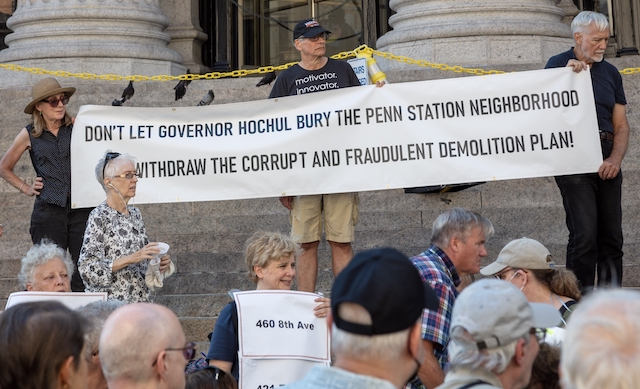 motivator.
innovator.
DON'T LET GOVERNOR HOCHUL BURY THE PENN STATION NEIGHBORHOOD
WITHDRAW THE CORRUPT AND FRAUDULENT DEMOLITION PLAN!
460 8th Ave